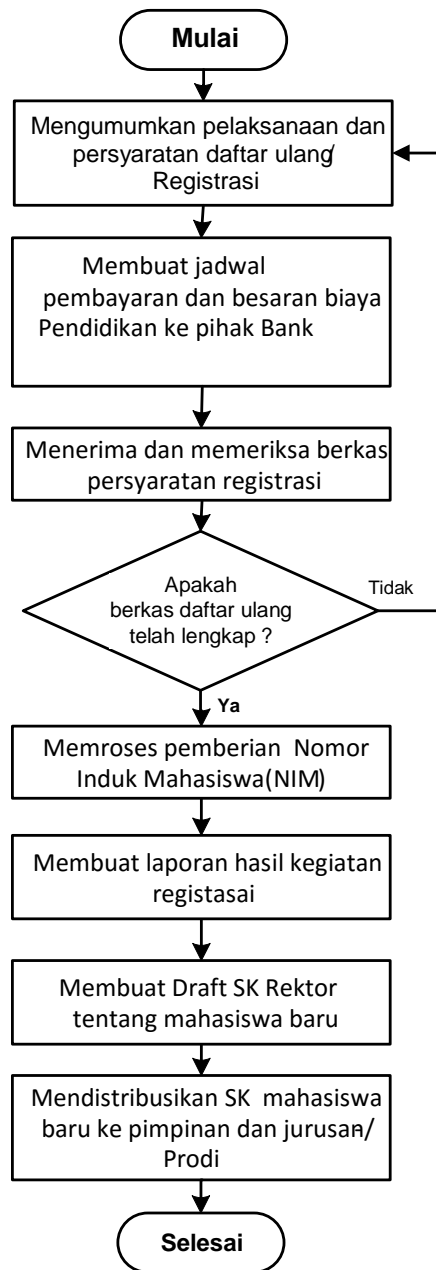 Mulai
Mengumumkan pelaksanaan dan
persyaratan daftar ulang/
Registrasi
Membuat jadwal
pembayaran dan besaran biaya
Pendidikan ke pihak Bank
Menerima dan memeriksa berkas
persyaratan registrasi
Apakah
berkas daftar ulang
telah lengkap ?
Tidak
Ya
Memroses pemberian Nomor
Induk Mahasiswa(NIM)
Membuat laporan hasil kegiatan
registasai
Membuat Draft SK Rektor
tentang mahasiswa baru
Mendistribusikan SK mahasiswa
baru ke pimpinan dan jurusan/
Prodi
Selesai